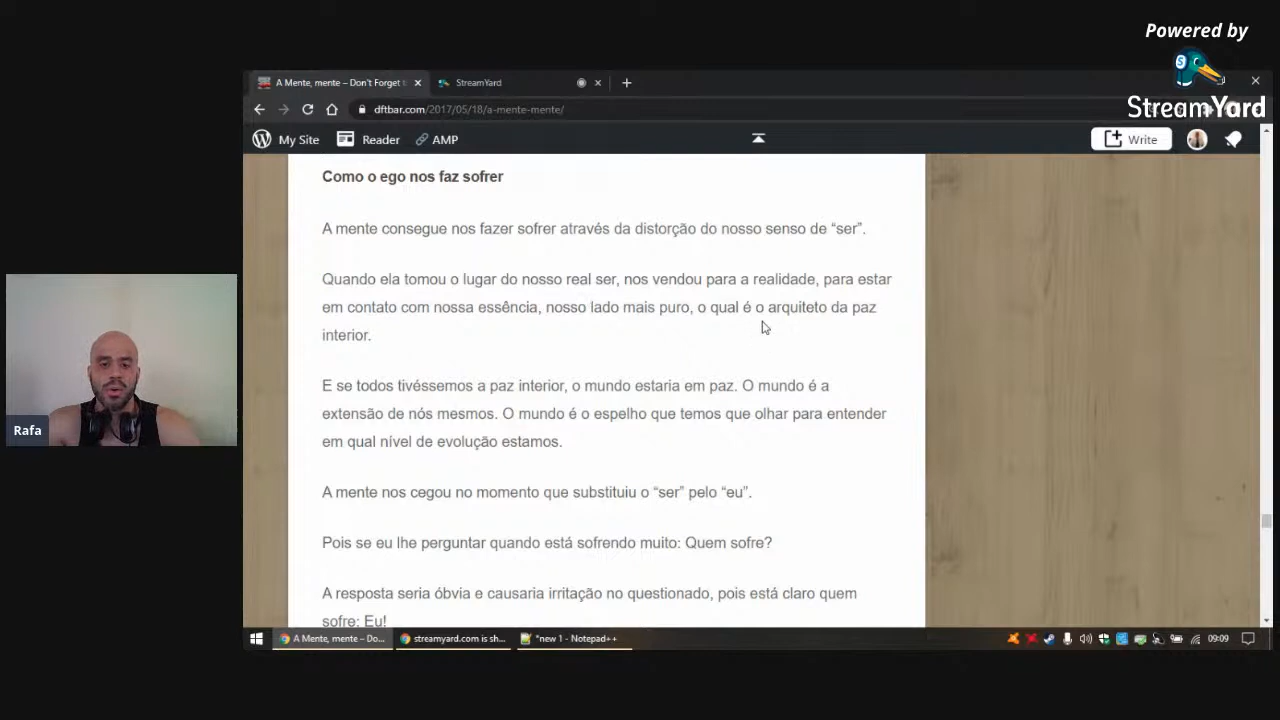 Powered by
StreamYard
A Mente, mente – Don't Forget
StreamYard
dftbar.com/2017/05/18/a-mente-mente/
My Site
Reader
AMP
Write
Como o ego nos faz sofrer
A mente consegue nos fazer sofrer através da distorção do nosso senso de “ser”.
Quando ela tomou o lugar do nosso real ser, nos vendou para a realidade, para estar
em contato com nossa essência, nosso lado mais puro, o qual é o arquiteto da paz
interior.
E se todos tivéssemos a paz interior, o mundo estaria em paz. O mundo é a
extensão de nós mesmos. O mundo é o espelho que temos que olhar para entender
em qual nível de evolução estamos.
A mente nos cegou no momento que substituiu o “ser” pelo “eu”.
Pois se eu lhe perguntar quando está sofrendo muito: Quem sofre?
A resposta seria óbvia e causaria irritação no questionado, pois está claro quem
sofre: Eu!
Rafa
A Mente, mente – Do...
streamyard.com is sh...
*new 1 - Notepad++
09:09